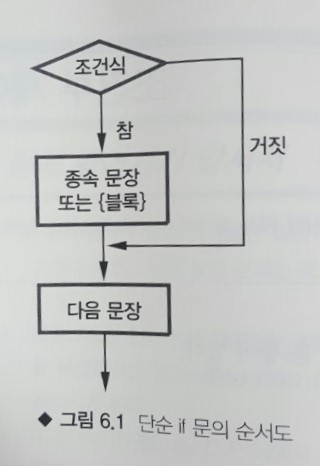 조건식
참
거짓
종속 문장
또는 {블록}
다음 문장
◆ 그림 6.1 단순 if 문의 순서도